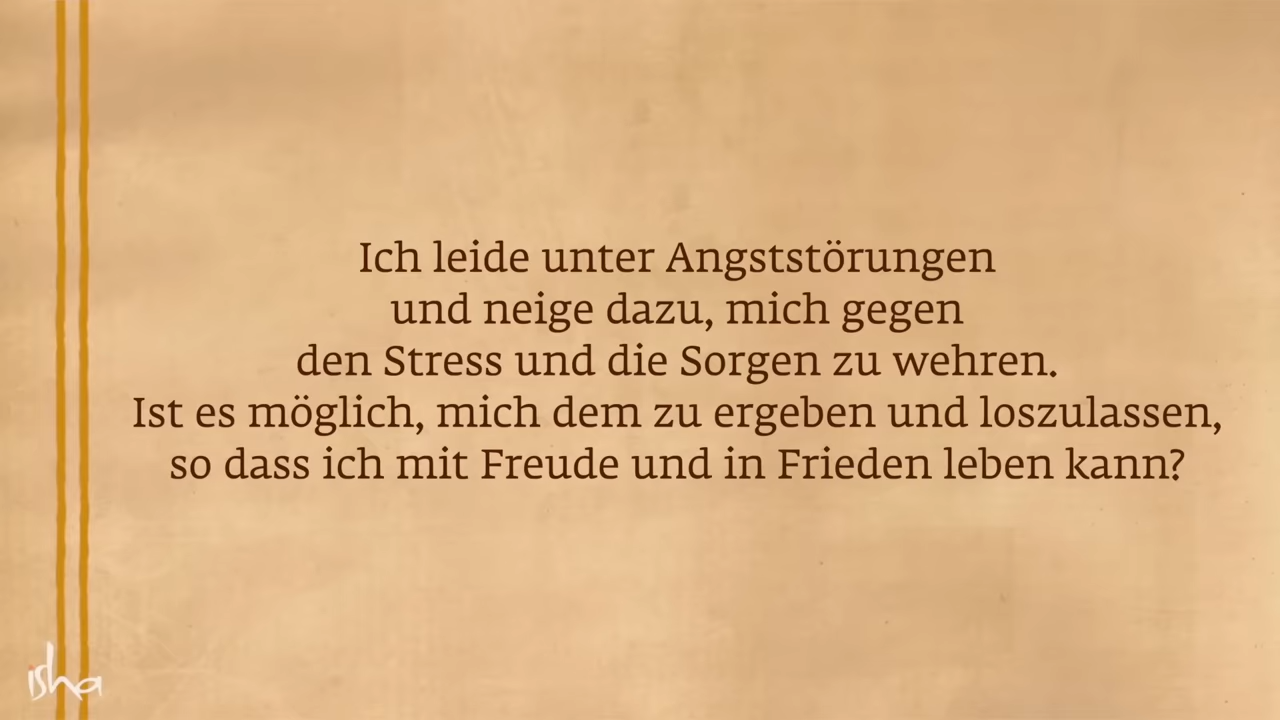 Ich leide unter Angststörungen
und neige dazu, mich gegen
den Stress und die Sorgen zu wehren.
Ist es möglich, mich dem zu ergeben und loszulassen,
so dass ich mit Freude und in Frieden leben kann?
isha